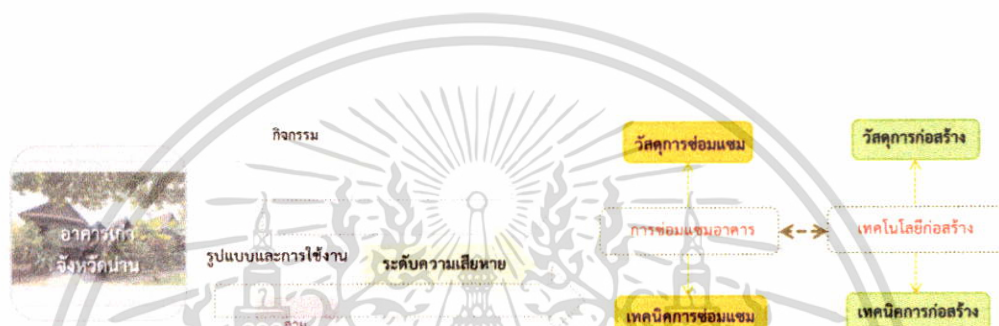 กิจกรรม
วัสดุการซ่อมแซม
วัสดุการก่อสร้าง
อาคารเก่า
จังหวัดน่าน
การซ่อมแซมอาคาร
เทคโนโลยีก่อสร้าง
รูปแบบและการใช้งาน
ระดับความเสียหาย
เทคนิคการซ่อมแซม
เทคนิคการก่อสร้าง